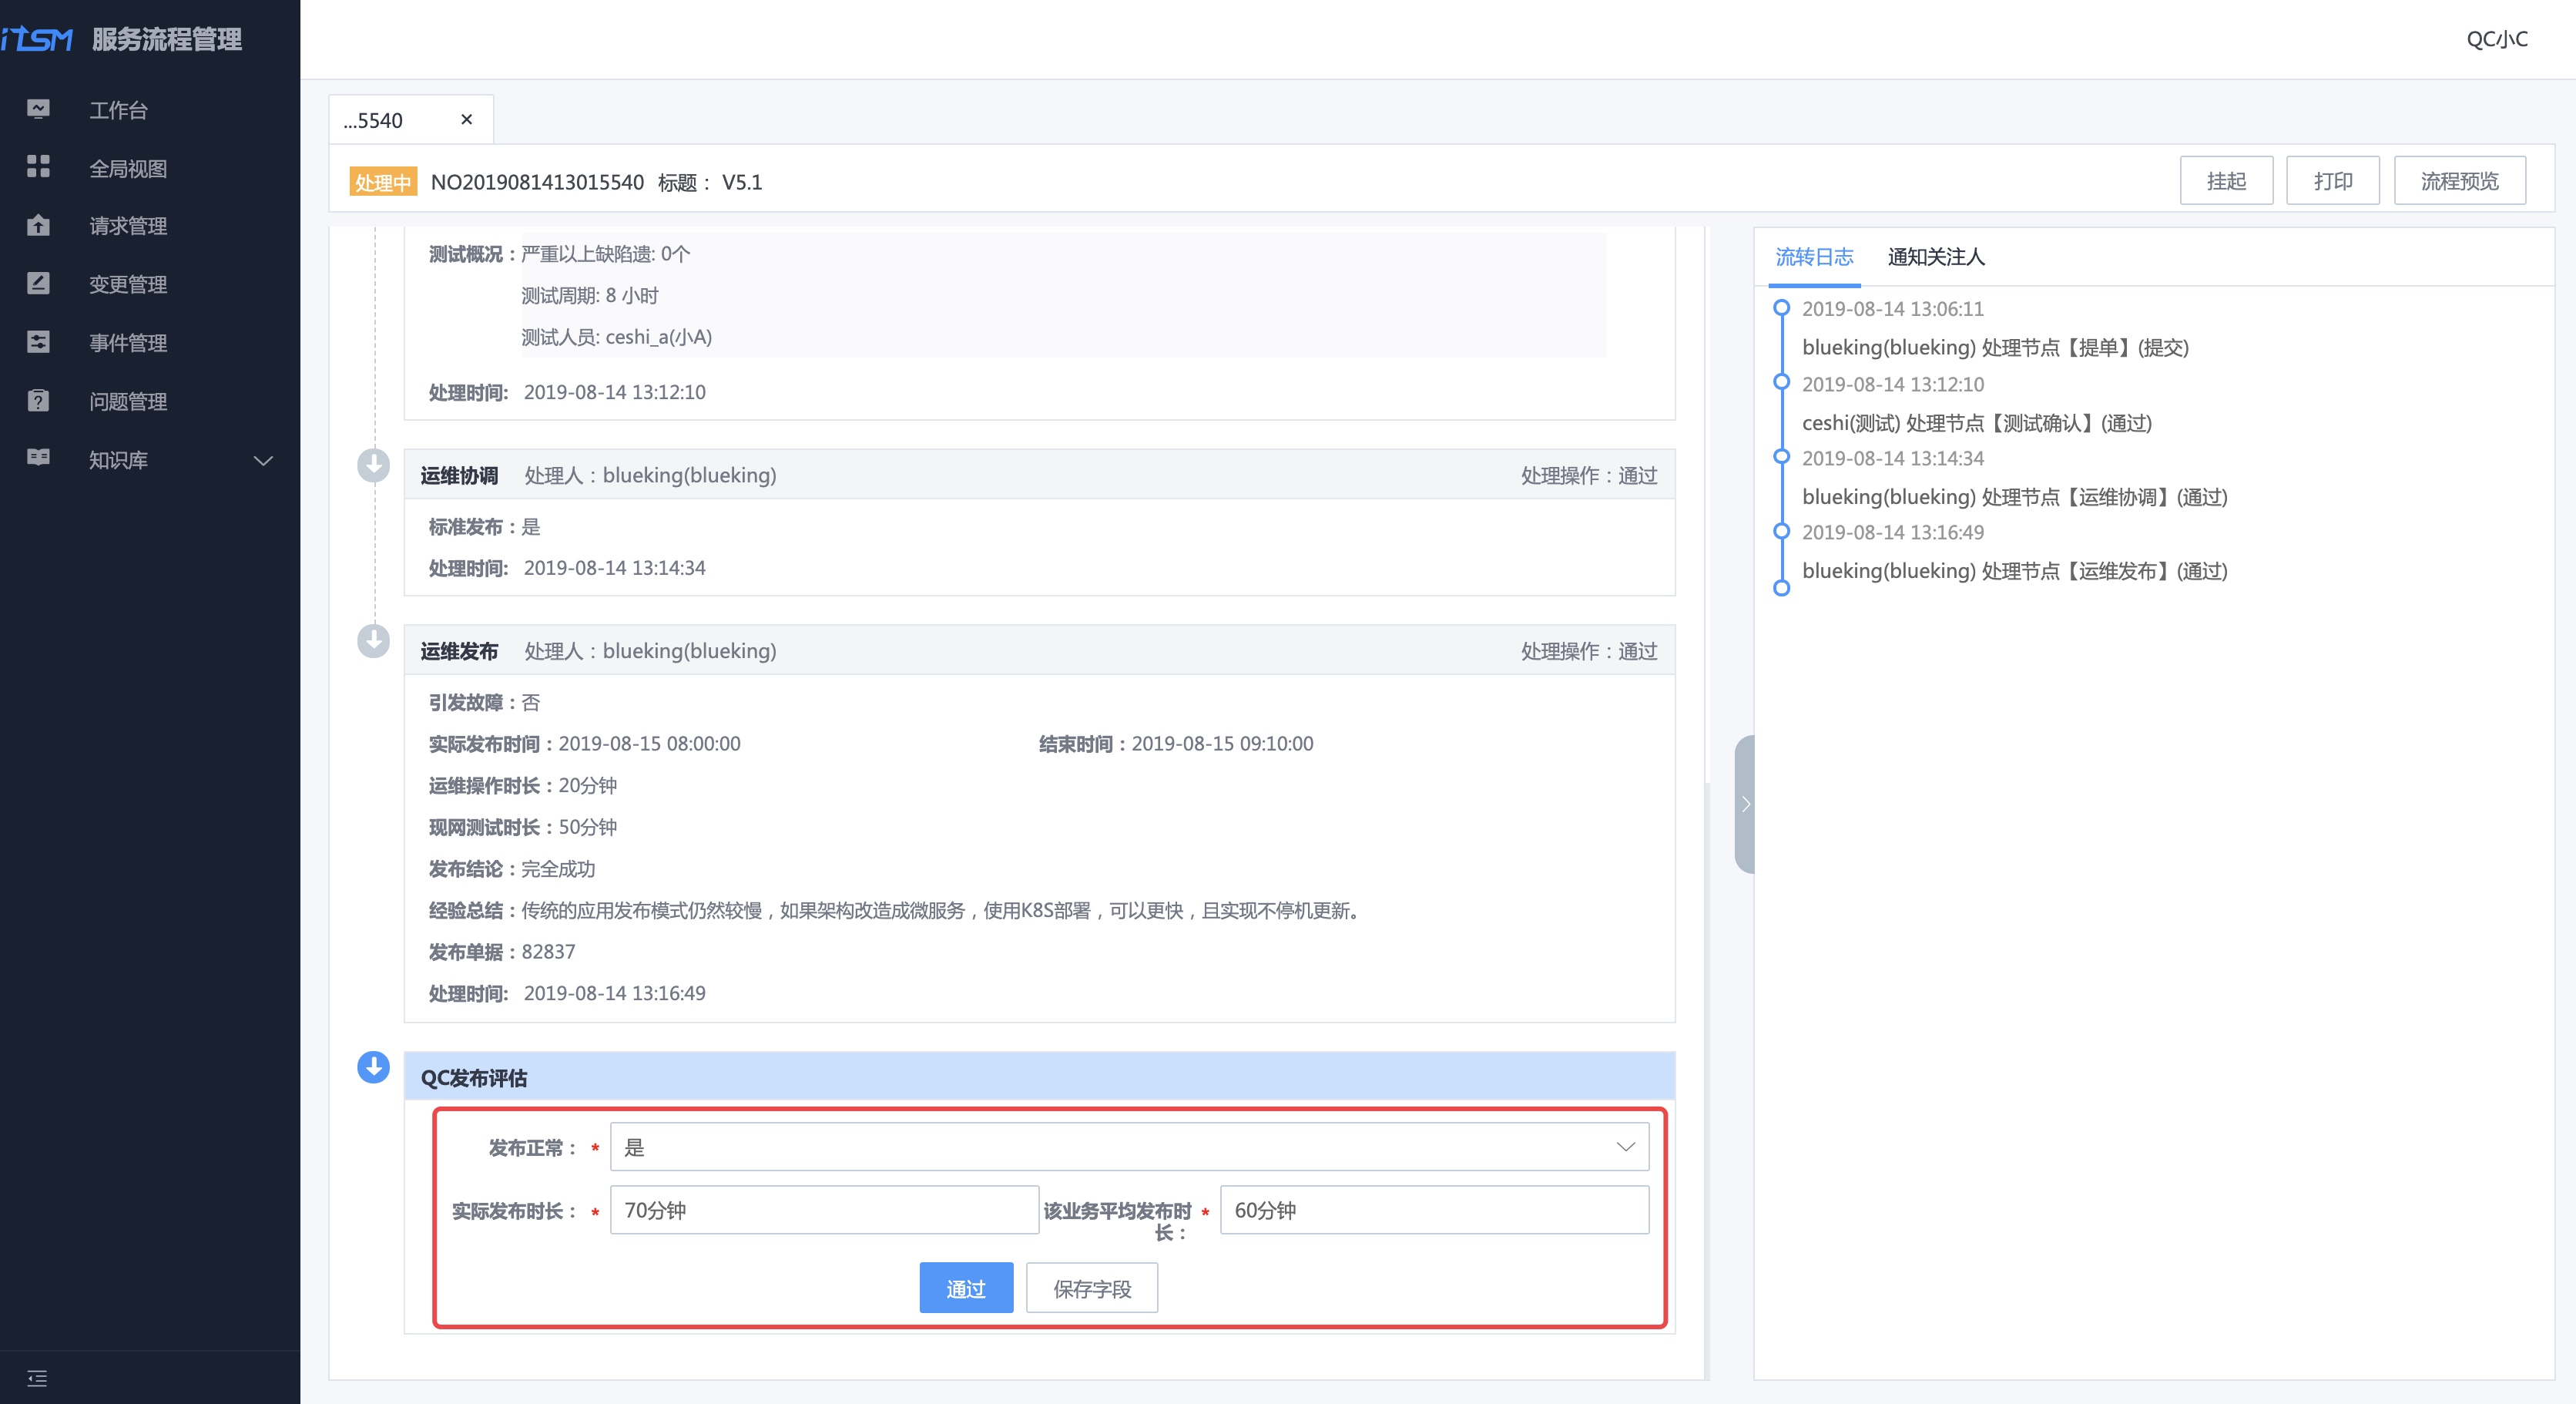 iTSM 服务流程管理
QC小C
工作台
全局视图
请求管理
变更管理
事件管理
问题管理
知识库
...5540 ×
处理中 NO2019081413015540 标题： V5.1
挂起 打印 流程预览
测试概况：严重以上缺陷遗: 0个
测试周期: 8 小时
测试人员: ceshi_a(小A)
处理时间: 2019-08-14 13:12:10
运维协调 处理人：blueking(blueking) 处理操作：通过
标准发布：是
处理时间: 2019-08-14 13:14:34
运维发布 处理人：blueking(blueking) 处理操作：通过
引发故障：否
实际发布时间：2019-08-15 08:00:00 结束时间：2019-08-15 09:10:00
运维操作时长：20分钟
现网测试时长：50分钟
发布结论：完全成功
经验总结：传统的应用发布模式仍然较慢，如果架构改造成微服务，使用K8S部署，可以更快，且实现不停机更新。
发布单据：82837
处理时间: 2019-08-14 13:16:49
QC发布评估
发布正常： * 是
实际发布时长： * 70分钟 该业务平均发布时 * 60分钟
长：
通过 保存字段
流转日志 通知关注人
2019-08-14 13:06:11
blueking(blueking) 处理节点【提单】(提交)
2019-08-14 13:12:10
ceshi(测试) 处理节点【测试确认】(通过)
2019-08-14 13:14:34
blueking(blueking) 处理节点【运维协调】(通过)
2019-08-14 13:16:49
blueking(blueking) 处理节点【运维发布】(通过)